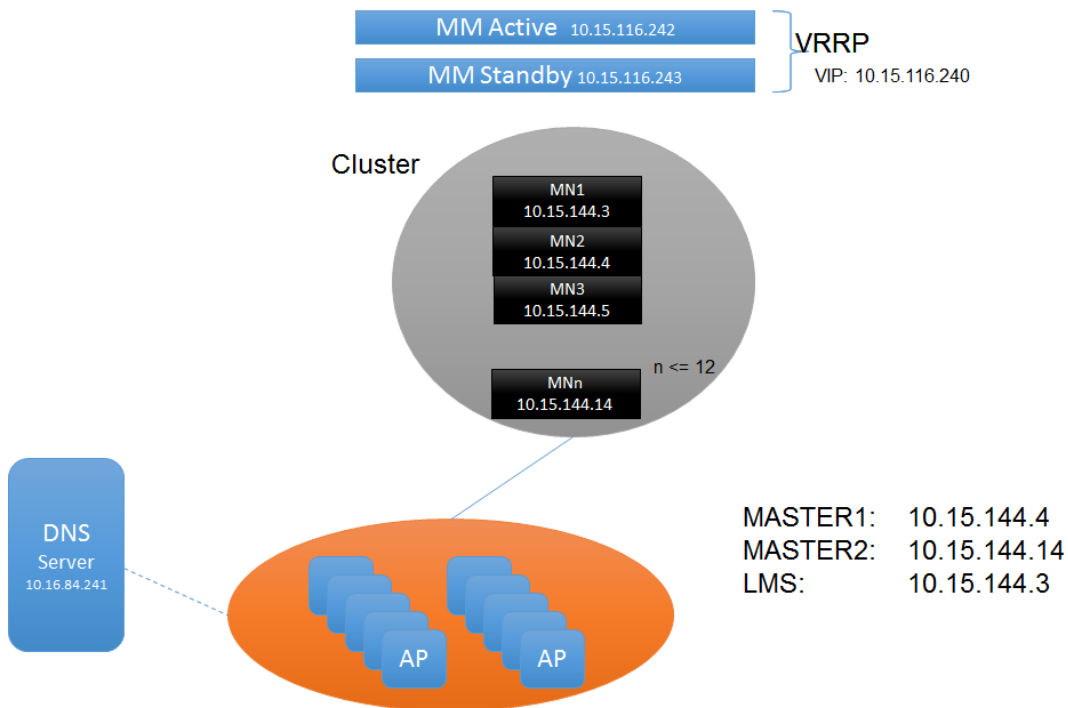 MM Active 10.15.116.242
MM Standby 10.15.116.243
VRRP
VIP: 10.15.116.240
Cluster
MN1
10.15.144.3
MN2
10.15.144.4
MN3
10.15.144.5
n <= 12
MNn
10.15.144.14
DNS
Server
10.16.84.241
AP
AP
MASTER1: 10.15.144.4
MASTER2: 10.15.144.14
LMS: 10.15.144.3